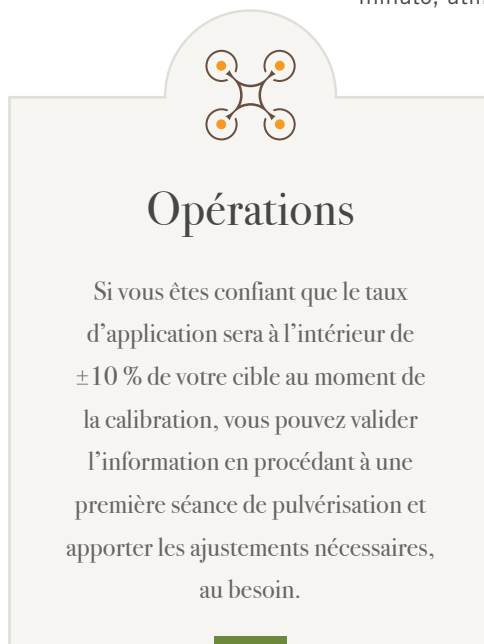 Opérations
Si vous êtes confiant que le taux
d’application sera à l’intérieur de
±10 % de votre cible au moment de
la calibration, vous pouvez valider
l’information en procédant à une
première séance de pulvérisation et
apporter les ajustements nécessaires,
au besoin.